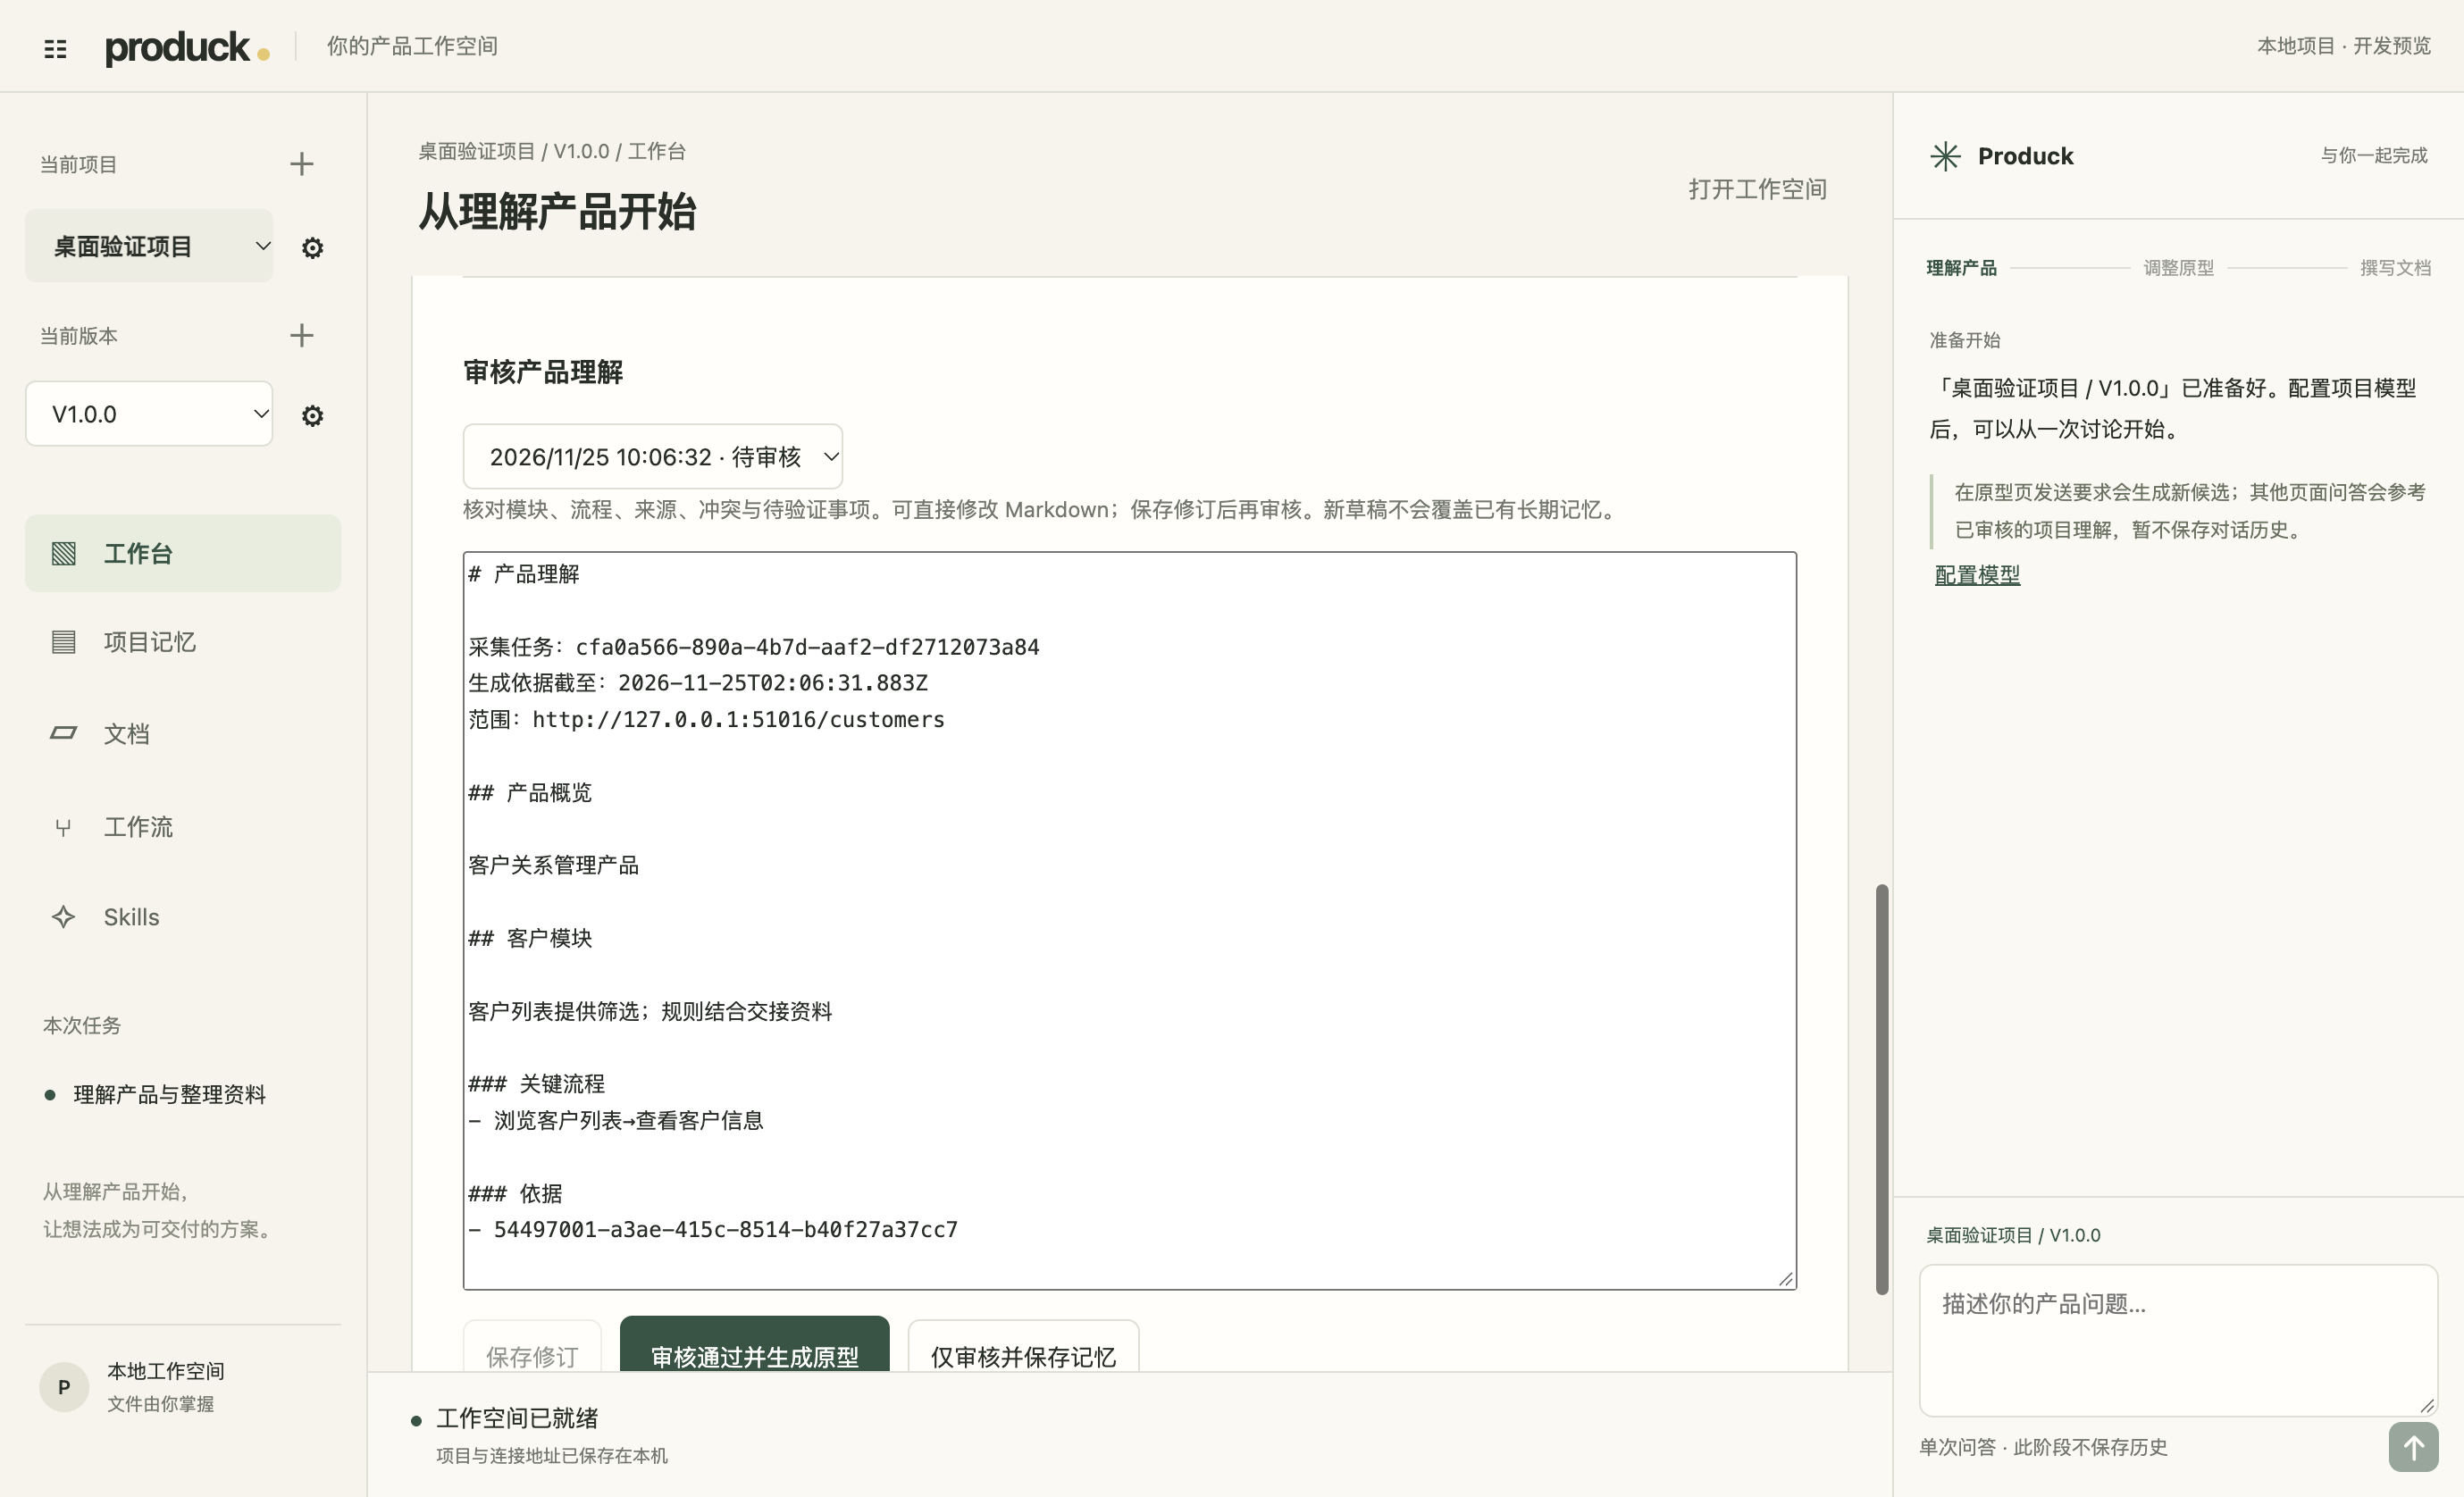 produck
你的产品工作空间
本地项目 · 开发预览
当前项目
桌面验证项目
当前版本
V1.0.0
工作台
项目记忆
文档
工作流
Skills
本次任务
理解产品与整理资料
从理解产品开始，
让想法成为可交付的方案。
P
本地工作空间
文件由你掌握
桌面验证项目 / V1.0.0 / 工作台
从理解产品开始
打开工作空间
审核产品理解
2026/11/25 10:06:32 · 待审核
核对模块、流程、来源、冲突与待验证事项。可直接修改 Markdown；保存修订后再审核。新草稿不会覆盖已有长期记忆。
# 产品理解
采集任务：cfa0a566-890a-4b7d-aaf2-df2712073a84
生成依据截至：2026-11-25T02:06:31.883Z
范围：http://127.0.0.1:51016/customers
## 产品概览
客户关系管理产品
## 客户模块
客户列表提供筛选；规则结合交接资料
### 关键流程
- 浏览客户列表→查看客户信息
### 依据
- 54497001-a3ae-415c-8514-b40f27a37cc7
保存修订
审核通过并生成原型
仅审核并保存记忆
工作空间已就绪
项目与连接地址已保存在本机
Produck
与你一起完成
理解产品
调整原型
撰写文档
准备开始
「桌面验证项目 / V1.0.0」已准备好。配置项目模型
后，可以从一次讨论开始。
在原型页发送要求会生成新候选；其他页面问答会参考
已审核的项目理解，暂不保存对话历史。
配置模型
桌面验证项目 / V1.0.0
描述你的产品问题...
单次问答 · 此阶段不保存历史